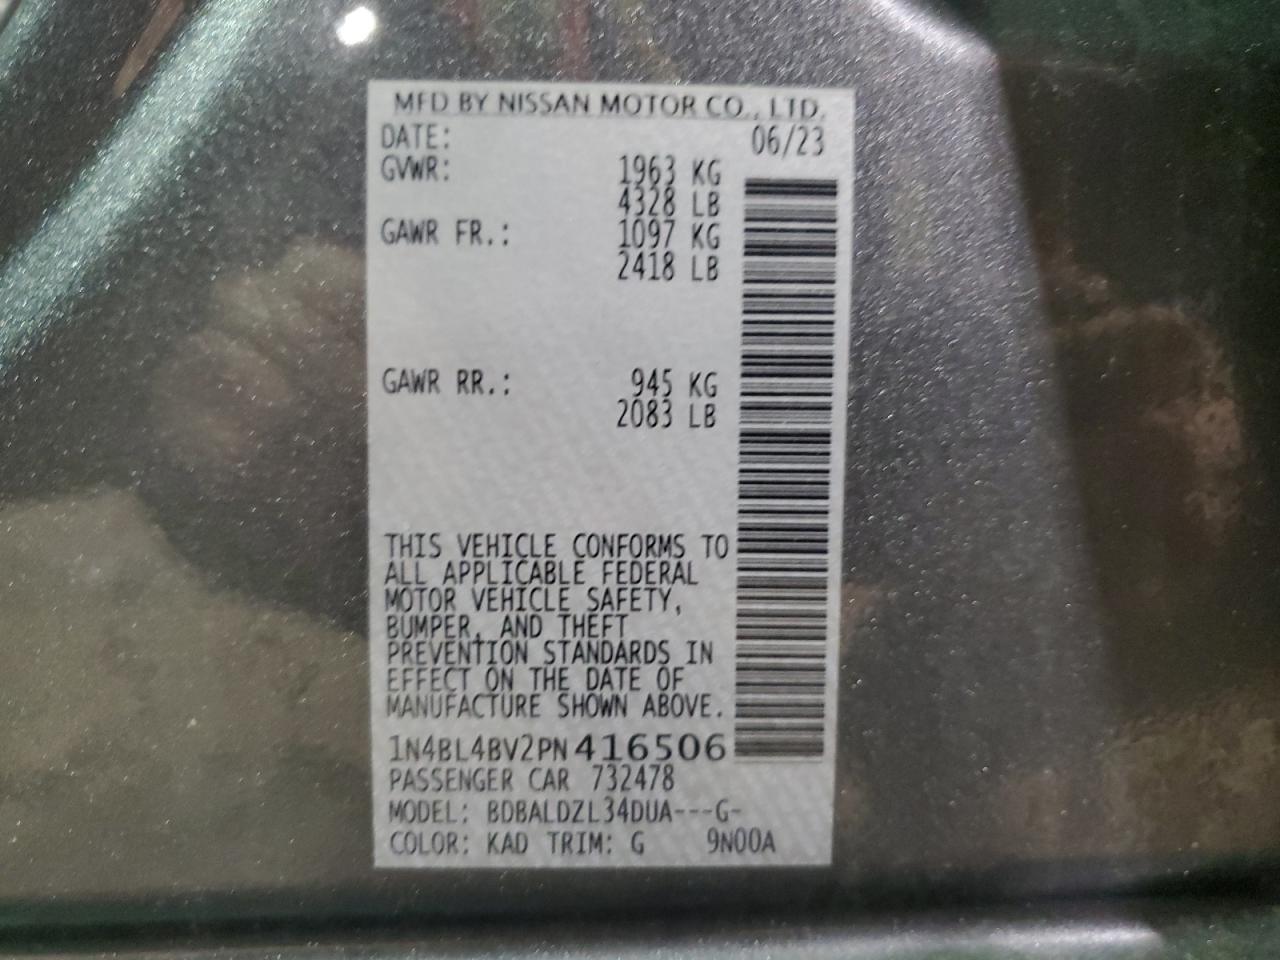 MFD BY NISSAN MOTOR CO., LTD.
DATE: 06/23
GVWR: 1963 KG
4328 LB
GAWR FR.: 1097 KG
2418 LB
GAWR RR.: 945 KG
2083 LB
THIS VEHICLE CONFORMS TO
ALL APPLICABLE FEDERAL
MOTOR VEHICLE SAFETY,
BUMPER, AND THEFT
PREVENTION STANDARDS IN
EFFECT ON THE DATE OF
MANUFACTURE SHOWN ABOVE.
1N4BL4BV2PN416506
PASSENGER CAR 732478
MODEL: BDBALDZL34DUA---G-
COLOR: KAD TRIM: G 9N00A